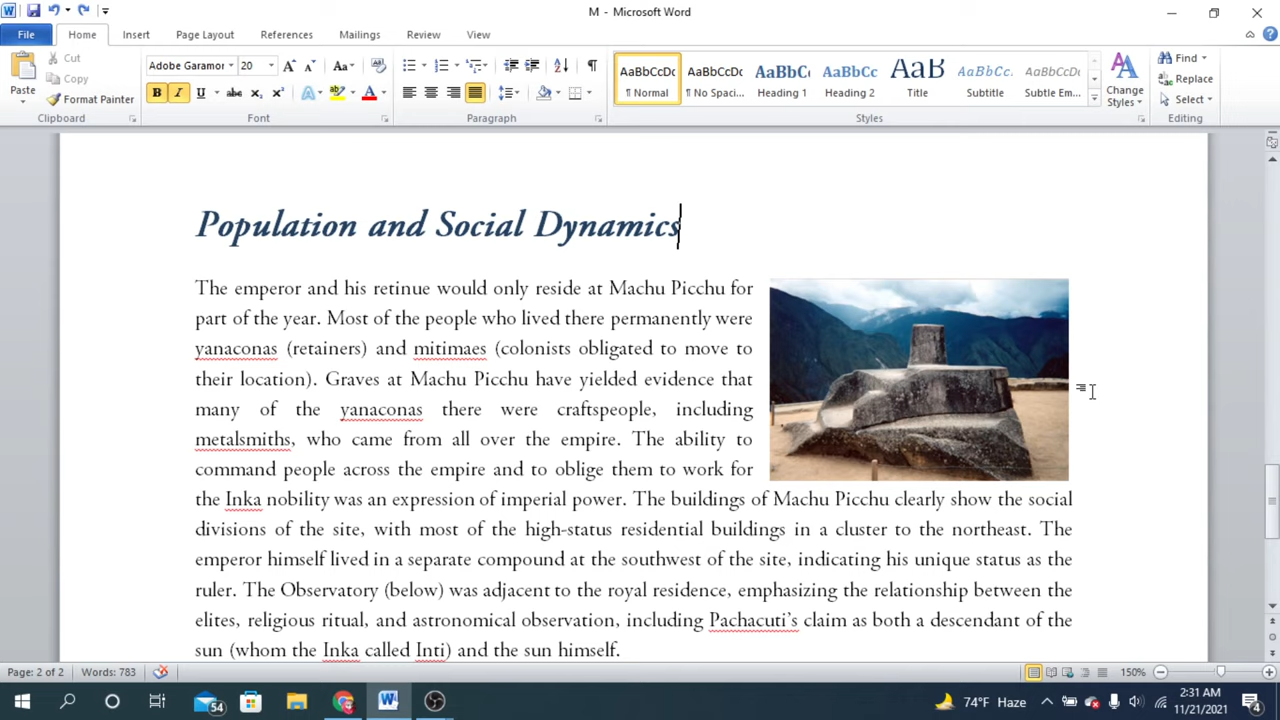 M - Microsoft Word
File Home Insert Page Layout References Mailings Review View
Cut
Copy
Format Painter
Paste
Clipboard
Adobe Garamor 20
Font
Paragraph
AaBbCcDc AaBbCcDc AaBbC AaBbCc AaB AaBbCc. AaBbCcDc
¶ Normal ¶ No Spaci... Heading 1 Heading 2 Title Subtitle Subtle Em...
Styles
Change Styles
Find
Replace
Select
Editing
Population and Social Dynamics
The emperor and his retinue would only reside at Machu Picchu for
part of the year. Most of the people who lived there permanently were
yanaconas (retainers) and mitimaes (colonists obligated to move to
their location). Graves at Machu Picchu have yielded evidence that
many of the yanaconas there were craftspeople, including
metalsmiths, who came from all over the empire. The ability to
command people across the empire and to oblige them to work for
the Inka nobility was an expression of imperial power. The buildings of Machu Picchu clearly show the social
divisions of the site, with most of the high-status residential buildings in a cluster to the northeast. The
emperor himself lived in a separate compound at the southwest of the site, indicating his unique status as the
ruler. The Observatory (below) was adjacent to the royal residence, emphasizing the relationship between the
elites, religious ritual, and astronomical observation, including Pachacuti’s claim as both a descendant of the
sun (whom the Inka called Inti) and the sun himself.
Page: 2 of 2 Words: 783 150%
54 74°F Haze 2:31 AM
11/21/2021 4